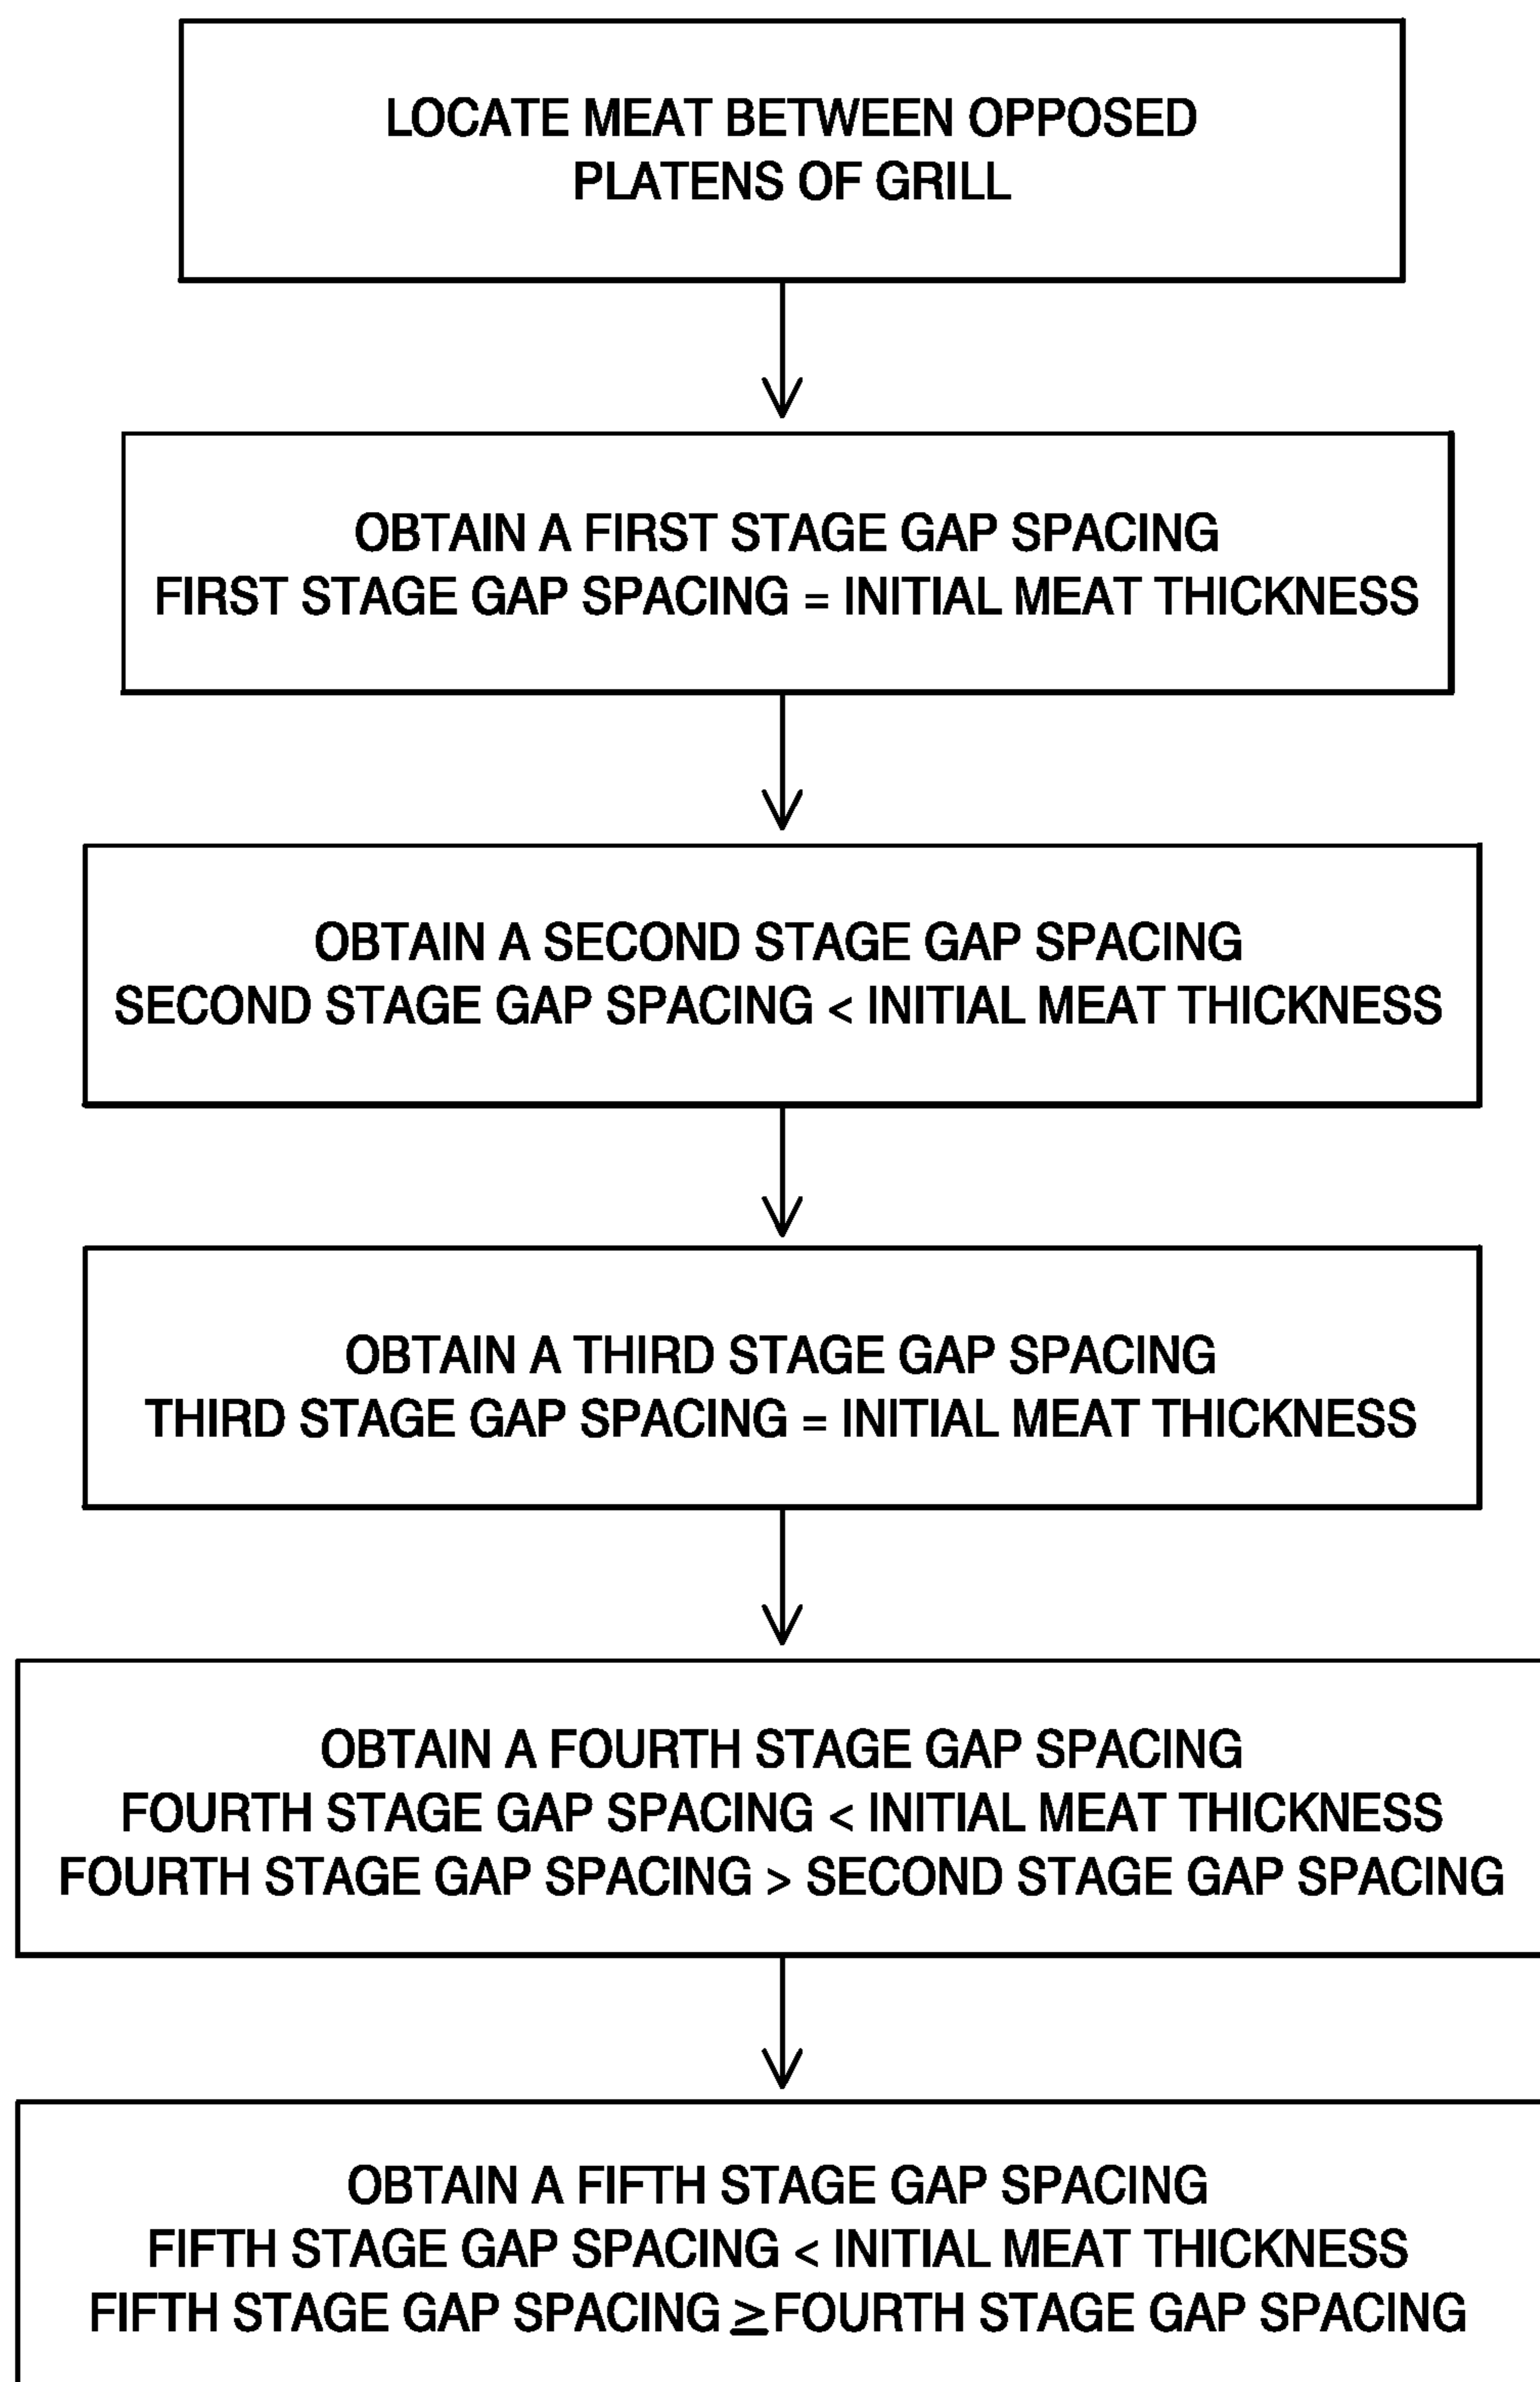 LOCATE MEAT BETWEEN OPPOSED
PLATENS OF GRILL
OBTAIN A FIRST STAGE GAP SPACING
FIRST STAGE GAP SPACING = INITIAL MEAT THICKNESS
OBTAIN A SECOND STAGE GAP SPACING
SECOND STAGE GAP SPACING < INITIAL MEAT THICKNESS
OBTAIN A THIRD STAGE GAP SPACING
THIRD STAGE GAP SPACING = INITIAL MEAT THICKNESS
OBTAIN A FOURTH STAGE GAP SPACING
FOURTH STAGE GAP SPACING < INITIAL MEAT THICKNESS
FOURTH STAGE GAP SPACING > SECOND STAGE GAP SPACING
OBTAIN A FIFTH STAGE GAP SPACING
FIFTH STAGE GAP SPACING < INITIAL MEAT THICKNESS
FIFTH STAGE GAP SPACING ≥ FOURTH STAGE GAP SPACING